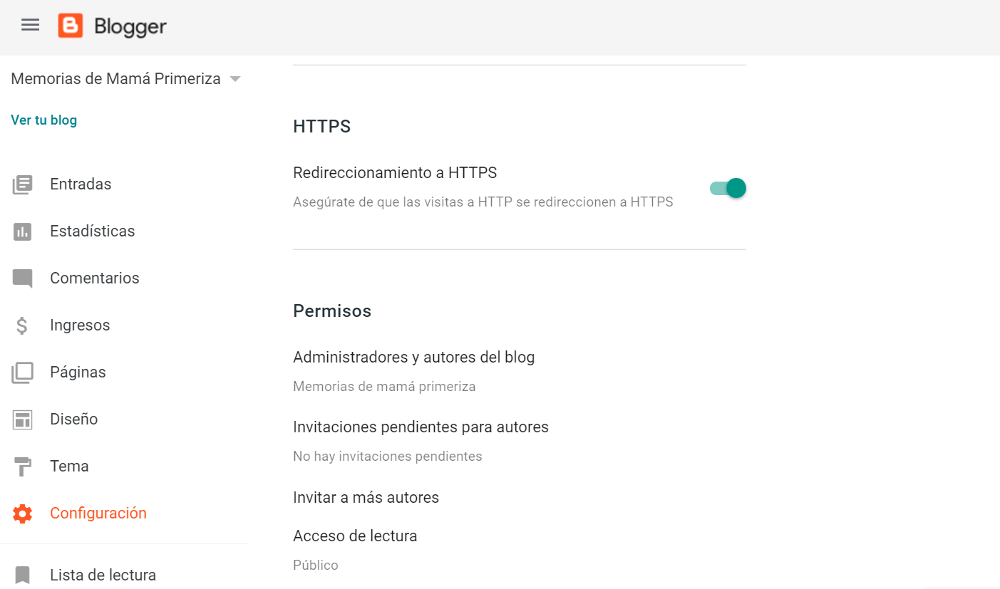 Blogger
Memorias de Mamá Primeriza
Ver tu blog
Entradas
Estadísticas
Comentarios
Ingresos
Páginas
Diseño
Tema
Configuración
Lista de lectura
HTTPS
Redireccionamiento a HTTPS
Asegúrate de que las visitas a HTTP se redireccionen a HTTPS
Permisos
Administradores y autores del blog
Memorias de mamá primeriza
Invitaciones pendientes para autores
No hay invitaciones pendientes
Invitar a más autores
Acceso de lectura
Público